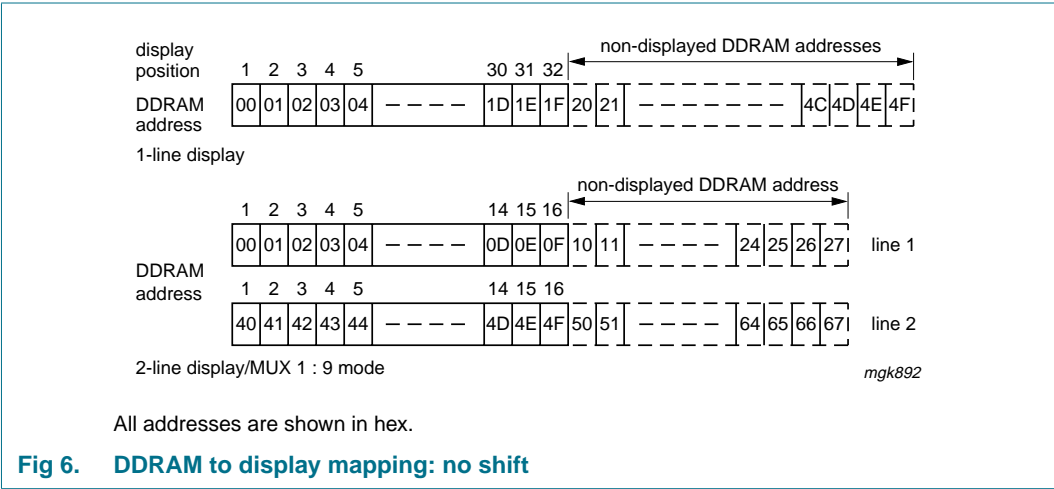 display position 1 2 3 4 5 30 31 32 non-displayed DDRAM addresses
DDRAM address 00 01 02 03 04 1D 1E 1F 20 21 4C 4D 4E 4F
1-line display
non-displayed DDRAM address
1 2 3 4 5 14 15 16
00 01 02 03 04 0D 0E 0F 10 11 24 25 26 27 line 1
DDRAM address
1 2 3 4 5 14 15 16
40 41 42 43 44 4D 4E 4F 50 51 64 65 66 67 line 2
2-line display/MUX 1 : 9 mode
mgk892
All addresses are shown in hex.
Fig 6. DDRAM to display mapping: no shift